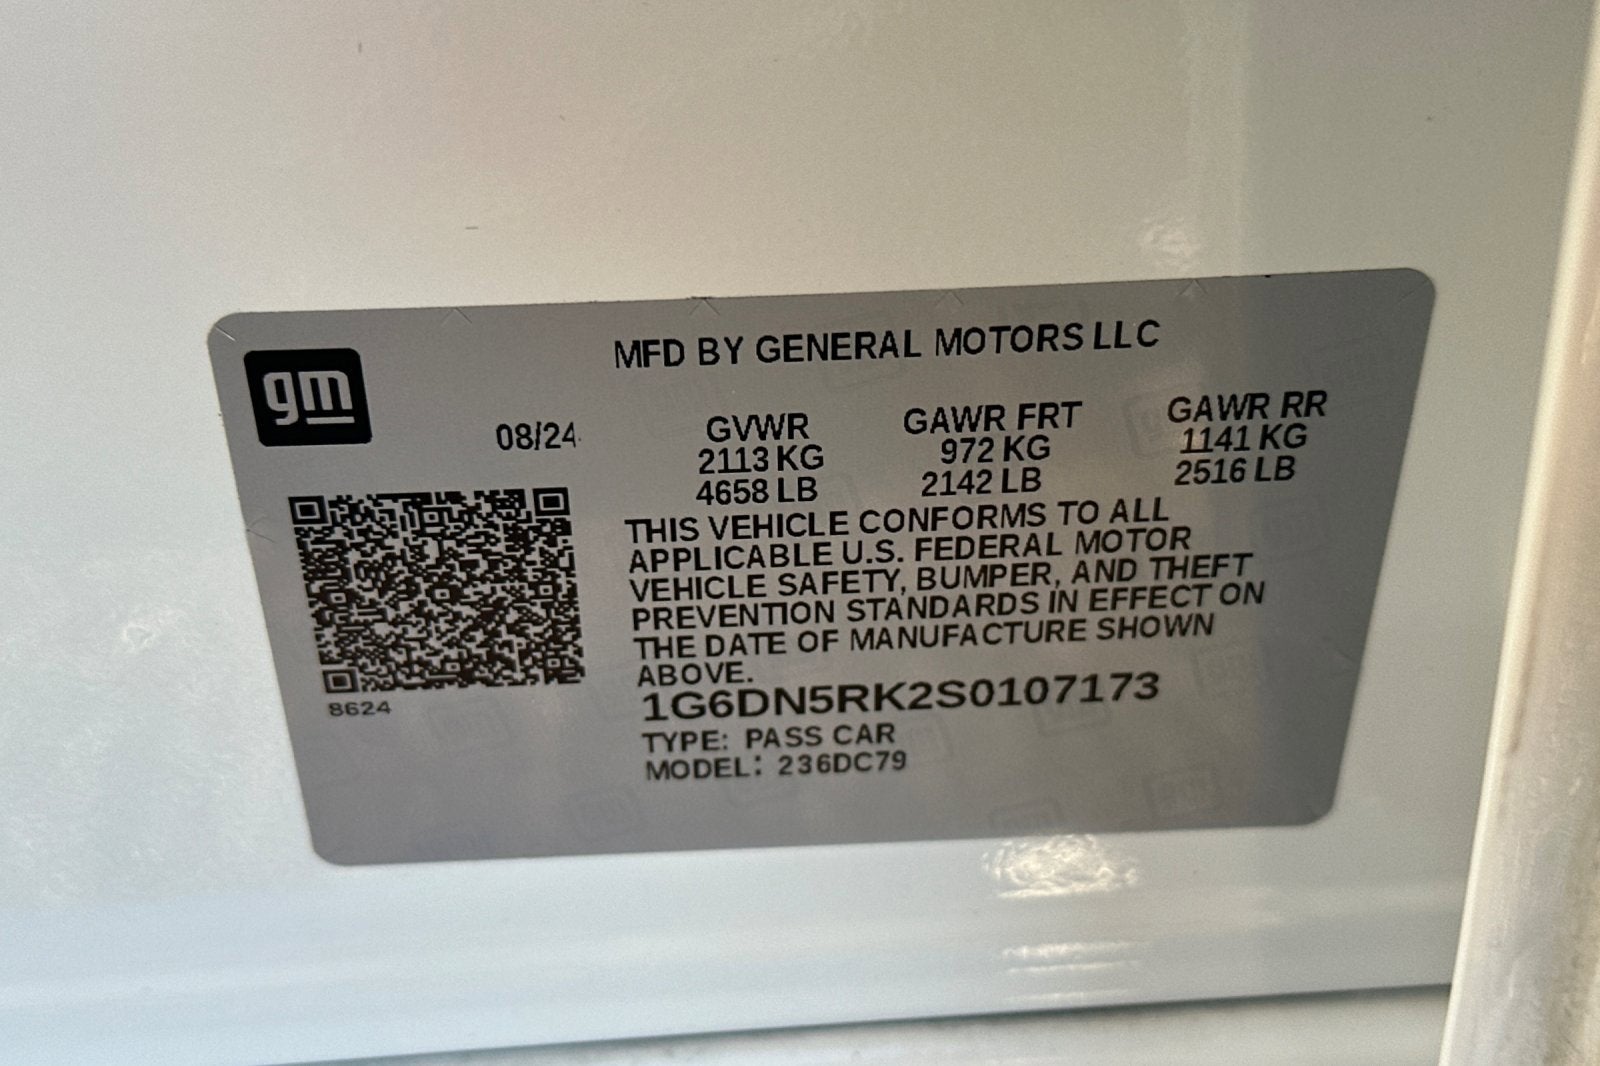 gm
MFD BY GENERAL MOTORS LLC
08/24
GVWR GAWR FRT GAWR RR
2113 KG 972 KG 1141 KG
4658 LB 2142 LB 2516 LB
THIS VEHICLE CONFORMS TO ALL
APPLICABLE U.S. FEDERAL MOTOR
VEHICLE SAFETY, BUMPER, AND THEFT
PREVENTION STANDARDS IN EFFECT ON
THE DATE OF MANUFACTURE SHOWN
ABOVE.
1G6DN5RK2S0107173
8624
TYPE: PASS CAR
MODEL: 236DC79